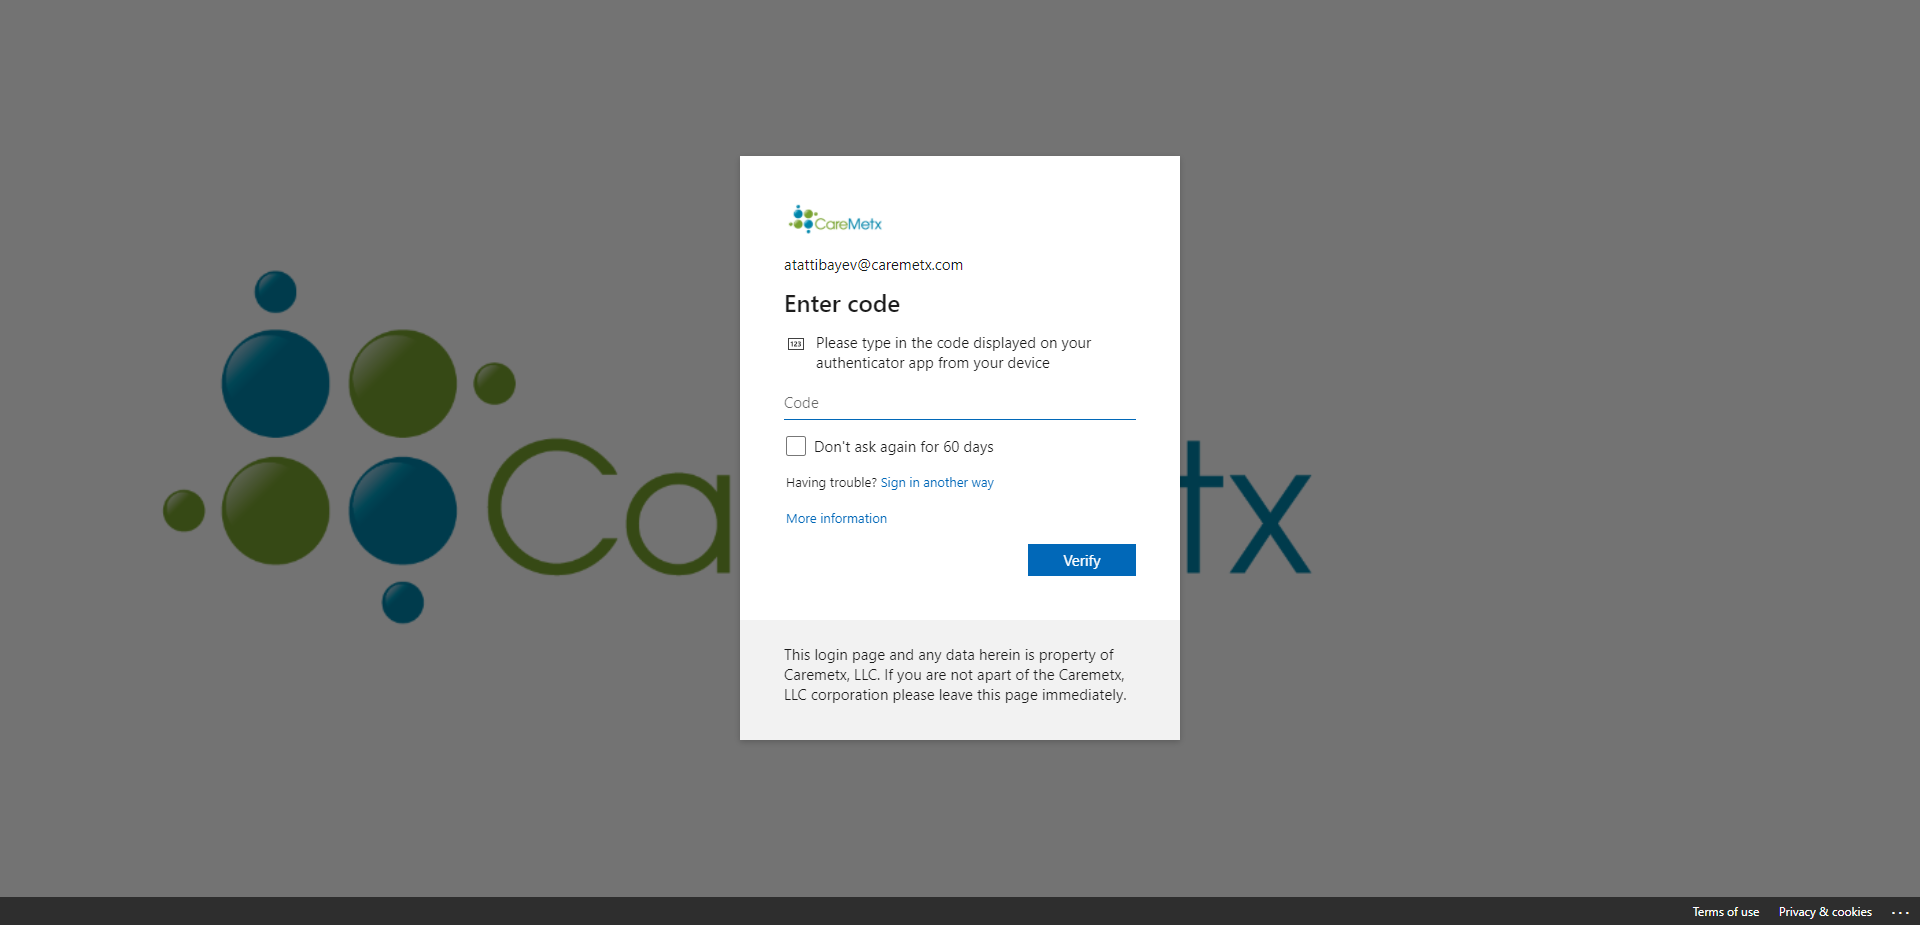 CareMetx
atattibayev@caremetx.com
Enter code
123
Please type in the code displayed on your
authenticator app from your device
Code
Don't ask again for 60 days
Having trouble? Sign in another way
More information
Verify
This login page and any data herein is property of
Caremetx, LLC. If you are not apart of the Caremetx,
LLC corporation please leave this page immediately.
Ca
tx
Terms of use Privacy & cookies ...